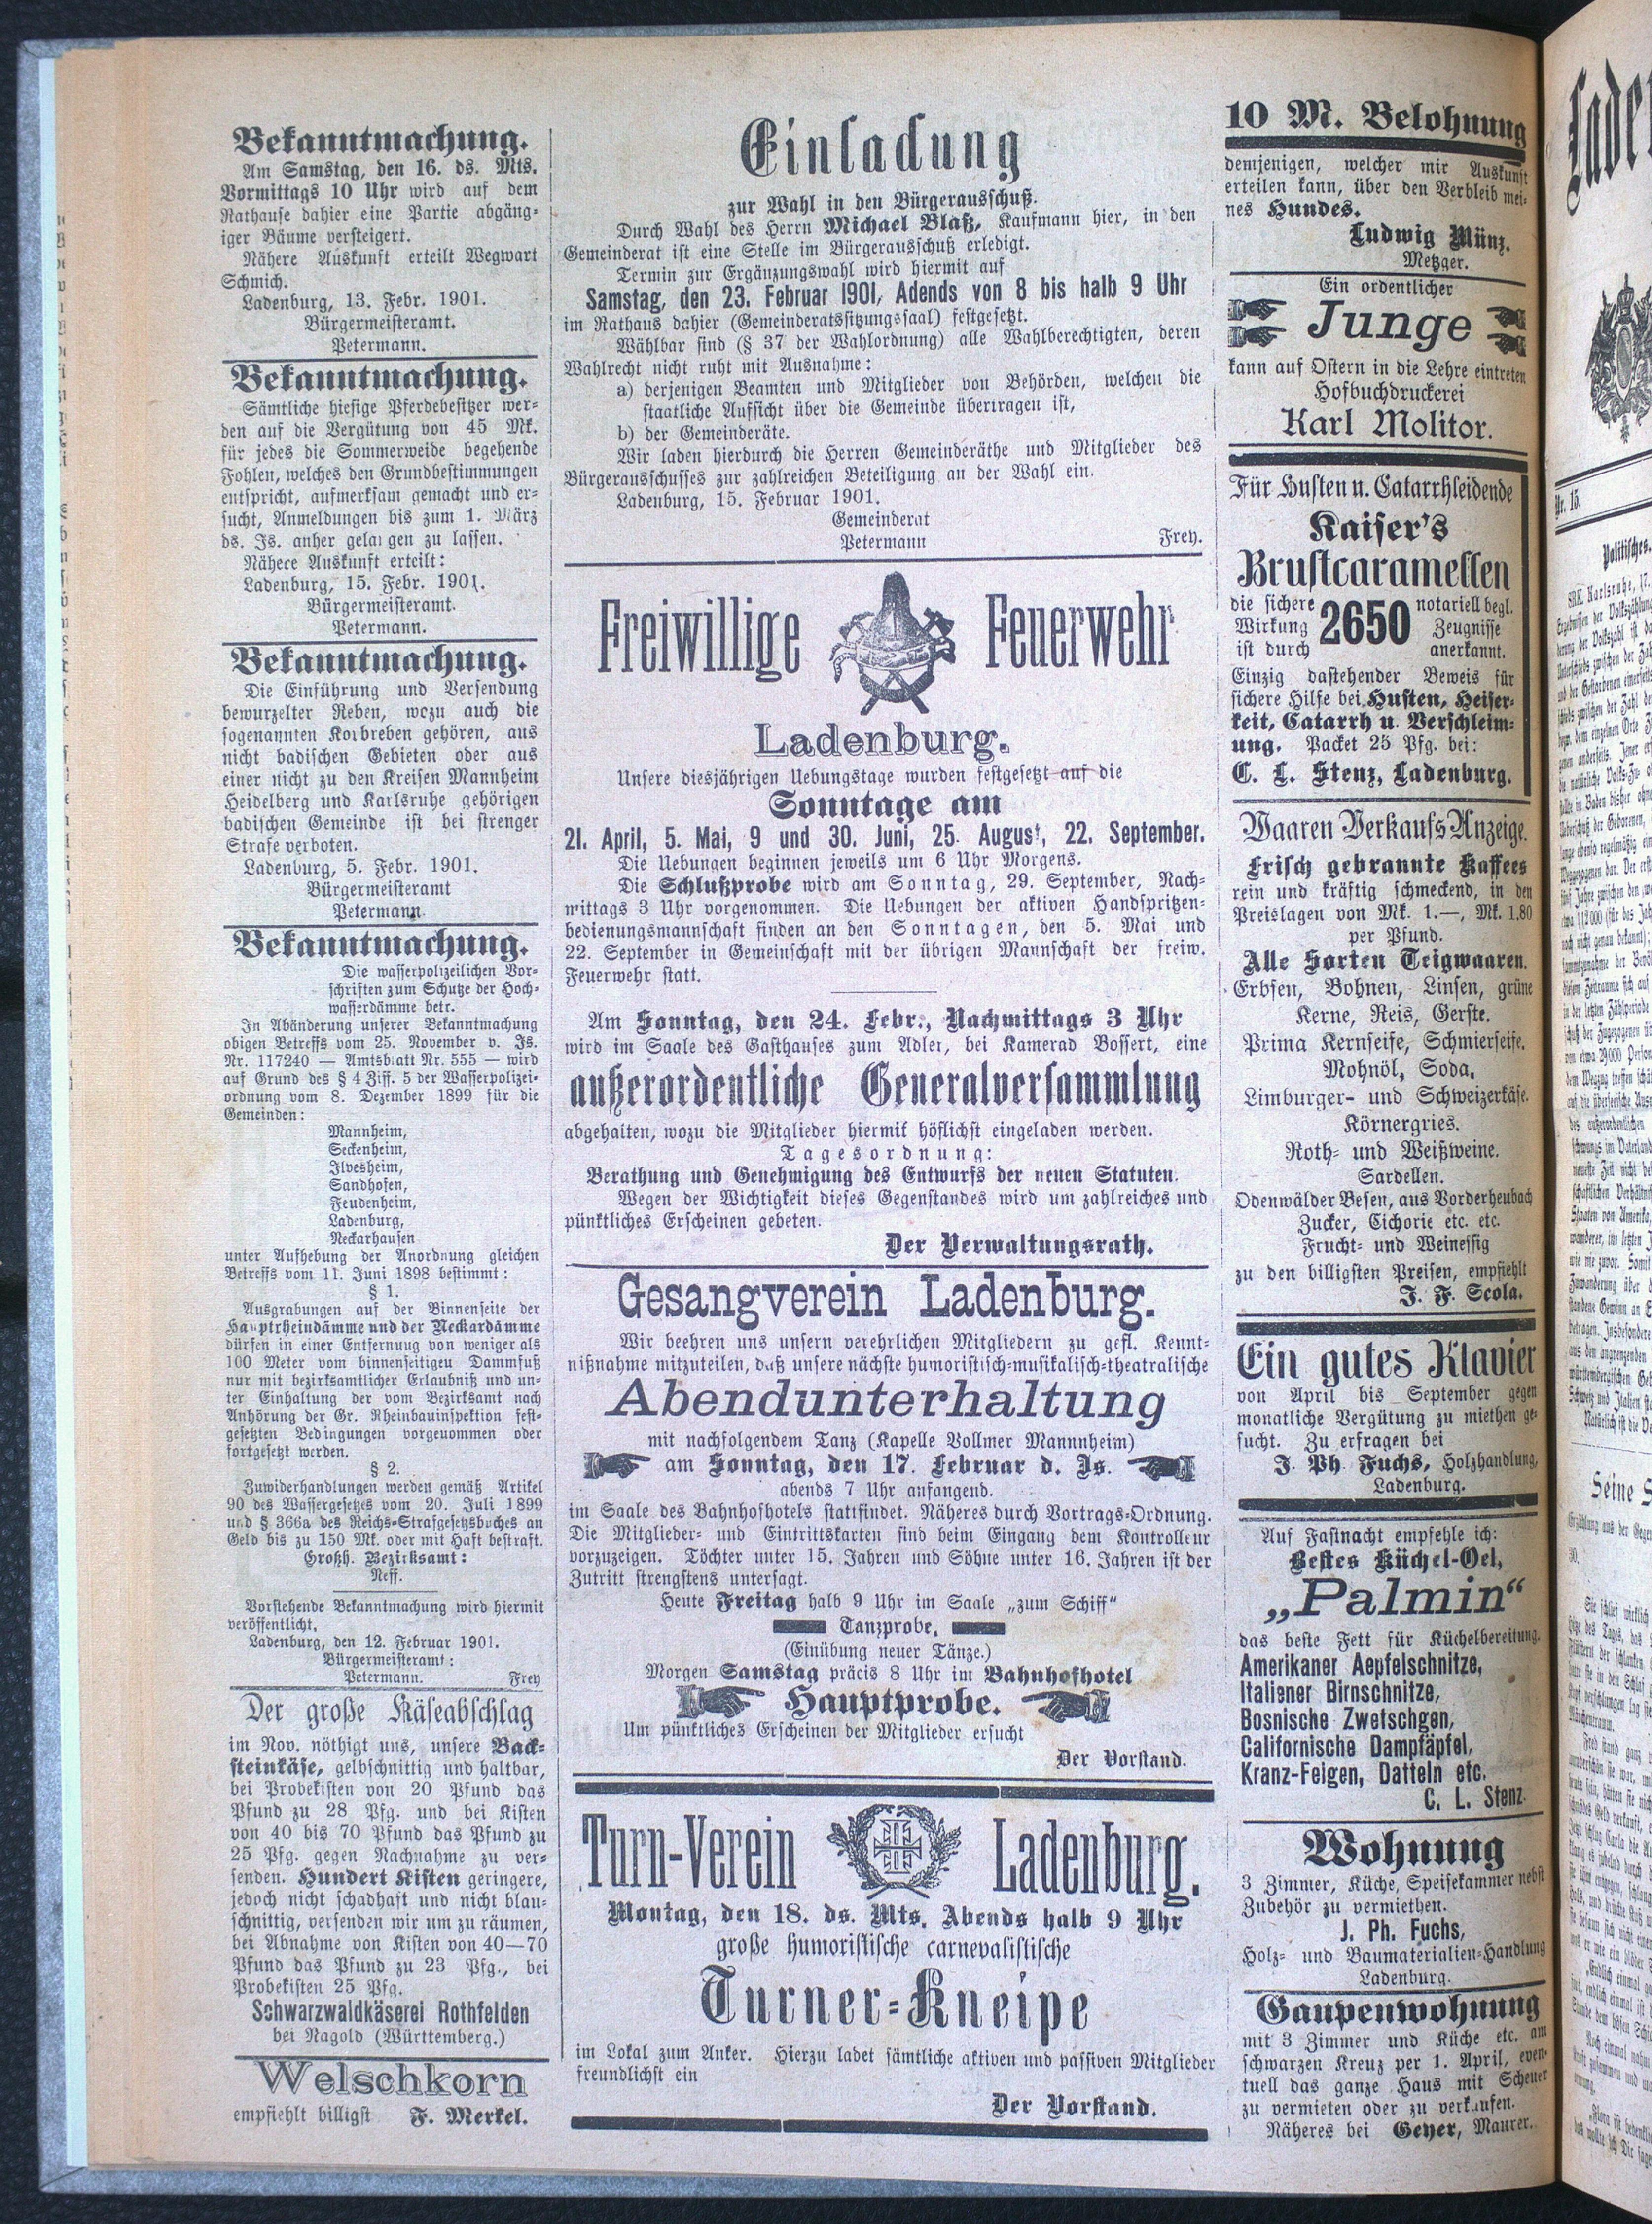 Bekanntmachung.
Am Samstag, den 16. ds. Mts.
Vormittags 10 Uhr wird auf dem
Rathause dahier eine Partie abgäng-
iger Bäume versteigert.
Nähere Auskunft erteilt Wegwart
Schmich.
Ladenburg, 13. Febr. 1901.
Bürgermeisteramt.
Petermann.
Bekanntmachung.
Sämtliche hiesige Pferdebesitzer wer-
den auf die Vergütung von 45 Mk.
für jedes die Sommerweide begehende
Fohlen, welches den Grundbestimmungen
entspricht, aufmerksam gemacht und er-
sucht, Anmeldungen bis zum 1. März
ds. Js. anher gelangen zu lassen.
Nähere Auskunft erteilt:
Ladenburg, 15. Febr. 1901.
Bürgermeisteramt.
Petermann.
Bekanntmachung.
Die Einführung und Versendung
bewurzelter Reben, wozu auch die
sogenannten Korbreben gehören, aus
nicht badischen Gebieten oder aus
einer nicht zu den Kreisen Mannheim
Heidelberg und Karlsruhe gehörigen
badischen Gemeinde ist bei strenger
Strafe verboten.
Ladenburg, 5. Febr. 1901.
Bürgermeisteramt
Petermann.
Bekanntmachung.
Die wasserpolizeilichen Vor-
schriften zum Schutze der Hoch-
wasserdämme betr.
In Abänderung unserer Bekanntmachung
obigen Betreffs vom 25. November v. Js.
Nr. 117240 — Amtsblatt Nr. 555 — wird
auf Grund des § 4 Ziff. 5 der Wasserpolizei-
ordnung vom 8. Dezember 1899 für die
Gemeinden:
Mannheim,
Seckenheim,
Ilvesheim,
Sandhofen,
Feudenheim,
Ladenburg,
Neckarhausen
unter Aufhebung der Anordnung gleichen
Betreffs vom 11. Juni 1898 bestimmt:
§ 1.
Ausgrabungen auf der Binnenseite der
Hauptrheindämme und der Neckardämme
dürfen in einer Entfernung von weniger als
100 Meter vom binnenseitigen Dammfuß
nur mit bezirksamtlicher Erlaubniß und un-
ter Einhaltung der vom Bezirksamt nach
Anhörung der Gr. Rheinbauinspektion fest-
gesetzten Bedingungen vorgenommen oder
fortgesetzt werden.
§ 2.
Zuwiderhandlungen werden gemäß Artikel
90 des Wassergesetzes vom 20. Juli 1899
und § 366a des Reichs-Strafgesetzbuches an
Geld bis zu 150 Mk. oder mit Haft bestraft.
Großh. Bezirksamt:
Neff.
Vorstehende Bekanntmachung wird hiermit
veröffentlicht.
Ladenburg, den 12. Februar 1901.
Bürgermeisteramt:
Petermann. Frey
Der große Käseabschlag
im Nov. nöthigt uns, unsere Back-
steinkäse, gelbschnittig und haltbar,
bei Probekisten von 20 Pfund das
Pfund zu 28 Pfg. und bei Kisten
von 40 bis 70 Pfund das Pfund zu
25 Pfg. gegen Nachnahme zu ver-
senden. Hundert Kisten geringere,
jedoch nicht schadhaft und nicht blau-
schnittig, versenden wir um zu räumen,
bei Abnahme von Kisten von 40—70
Pfund das Pfund zu 23 Pfg., bei
Probekisten 25 Pfg.
Schwarzwaldkäserei Rothfelden
bei Nagold (Württemberg.)
Welschkorn
empfiehlt billigst F. Merkel.
Einladung
zur Wahl in den Bürgerausschuß.
Durch Wahl des Herrn Michael Blaß, Kaufmann hier, in den
Gemeinderat ist eine Stelle im Bürgerausschuß erledigt.
Termin zur Ergänzungswahl wird hiermit auf
Samstag, den 23. Februar 1901, Adends von 8 bis halb 9 Uhr
im Rathaus dahier (Gemeinderatssitzungssaal) festgesetzt.
Wählbar sind (§ 37 der Wahlordnung) alle Wahlberechtigten, deren
Wahlrecht nicht ruht mit Ausnahme:
a) derjenigen Beamten und Mitglieder von Behörden, welchen die
staatliche Aufsicht über die Gemeinde übertragen ist,
b) der Gemeinderäte.
Wir laden hierdurch die Herren Gemeinderäthe und Mitglieder des
Bürgerausschusses zur zahlreichen Beteiligung an der Wahl ein.
Ladenburg, 15. Februar 1901.
Gemeinderat
Petermann Frey.
Freiwillige Feuerwehr
Ladenburg.
Unsere diesjährigen Uebungstage wurden festgesetzt auf die
Sonntage am
21. April, 5. Mai, 9 und 30. Juni, 25. August, 22. September.
Die Uebungen beginnen jeweils um 6 Uhr Morgens.
Die Schlußprobe wird am Sonntag, 29. September, Nach-
mittags 3 Uhr vorgenommen. Die Uebungen der aktiven Handspritzen-
bedienungsmannschaft finden an den Sonntagen, den 5. Mai und
22. September in Gemeinschaft mit der übrigen Mannschaft der freiw.
Feuerwehr statt.
Am Sonntag, den 24. Febr., Nachmittags 3 Uhr
wird im Saale des Gasthauses zum Adler, bei Kamerad Bossert, eine
außerordentliche Generalversammlung
abgehalten, wozu die Mitglieder hiermit höflichst eingeladen werden.
Tagesordnung:
Berathung und Genehmigung des Entwurfs der neuen Statuten.
Wegen der Wichtigkeit dieses Gegenstandes wird um zahlreiches und
pünktliches Erscheinen gebeten.
Der Verwaltungsrath.
Gesangverein Ladenburg.
Wir beehren uns unsern verehrlichen Mitgliedern zu gefl. Kennt-
nißnahme mitzuteilen, daß unsere nächste humoristisch-musikalisch-theatralische
Abendunterhaltung
mit nachfolgendem Tanz (Kapelle Vollmer Mannnheim)
am Sonntag, den 17. Februar d. Js.
abends 7 Uhr anfangend.
im Saale des Bahnhofhotels stattfindet. Näheres durch Vortrags-Ordnung.
Die Mitglieder- und Eintrittskarten sind beim Eingang dem Kontrolleur
vorzuzeigen. Töchter unter 15. Jahren und Söhne unter 16. Jahren ist der
Zutritt strengstens untersagt.
Heute Freitag halb 9 Uhr im Saale „zum Schiff"
Tanzprobe.
(Einübung neuer Tänze.)
Morgen Samstag präcis 8 Uhr im Bahnhofhotel
Hauptprobe.
Um pünktliches Erscheinen der Mitglieder ersucht
Der Vorstand.
Turn-Verein Ladenburg.
Montag, den 18. ds. Mts. Abends halb 9 Uhr
große humoristische carnevalistische
Turner-Kneipe
im Lokal zum Anker. Hierzu ladet sämtliche aktiven und passiven Mitglieder
freundlichst ein
Der Vorstand.
10 M. Belohnung
demjenigen, welcher mir Auskunft
erteilen kann, über den Verbleib mei-
nes Hundes.
Ludwig Münz.
Metzger.
Ein ordentlicher
Junge
kann auf Ostern in die Lehre eintreten
Hofbuchdruckerei
Karl Molitor.
Für Husten u. Catarrhleidende
Kaiser's
Brustcaramellen
die sichere 2650 notariell begl.
Wirkung Zeugnisse
ist durch anerkannt.
Einzig dastehender Beweis für
sichere Hilfe bei Husten, Heiser-
keit, Catarrh u. Verschleim-
ung. Packet 25 Pfg. bei:
C. L. Stenz, Ladenburg.
Waaren Verkaufs Anzeige.
Frisch gebrannte Kaffees
rein und kräftig schmeckend, in den
Preislagen von Mk. 1.—, Mk. 1.80
per Pfund.
Alle Sorten Teigwaaren.
Erbsen, Bohnen, Linsen, grüne
Kerne, Reis, Gerste.
Prima Kernseife, Schmierseife.
Mohnöl, Soda.
Limburger- und Schweizerkäse.
Körnergries.
Roth- und Weißweine.
Sardellen.
Odenwälder Besen, aus Vorderheubach
Zucker, Cichorie etc. etc.
Frucht- und Weinessig
zu den billigsten Preisen, empfiehlt
J. F. Scola.
Ein gutes Klavier
von April bis September gegen
monatliche Vergütung zu miethen ge-
sucht. Zu erfragen bei
J. Ph. Fuchs, Holzhandlung,
Ladenburg.
Auf Fastnacht empfehle ich:
Bestes Küchel-Oel,
„Palmin“
das beste Fett für Küchelbereitung.
Amerikaner Aepfelschnitze,
Italiener Birnschnitze,
Bosnische Zwetschgen,
Californische Dampfäpfel,
Kranz-Feigen, Datteln etc.
C. L. Stenz.
Wohnung
3 Zimmer, Küche, Speisekammer nebst
Zubehör zu vermiethen.
J. Ph. Fuchs,
Holz- und Baumaterialien-Handlung
Ladenburg.
Gaupenwohnung
mit 3 Zimmer und Küche etc. am
schwarzen Kreuz per 1. April, even-
tuell das ganze Haus mit Scheuer
zu vermieten oder zu verkaufen.
Näheres bei Geyer, Maurer.
Nr. 15.
Politisches.